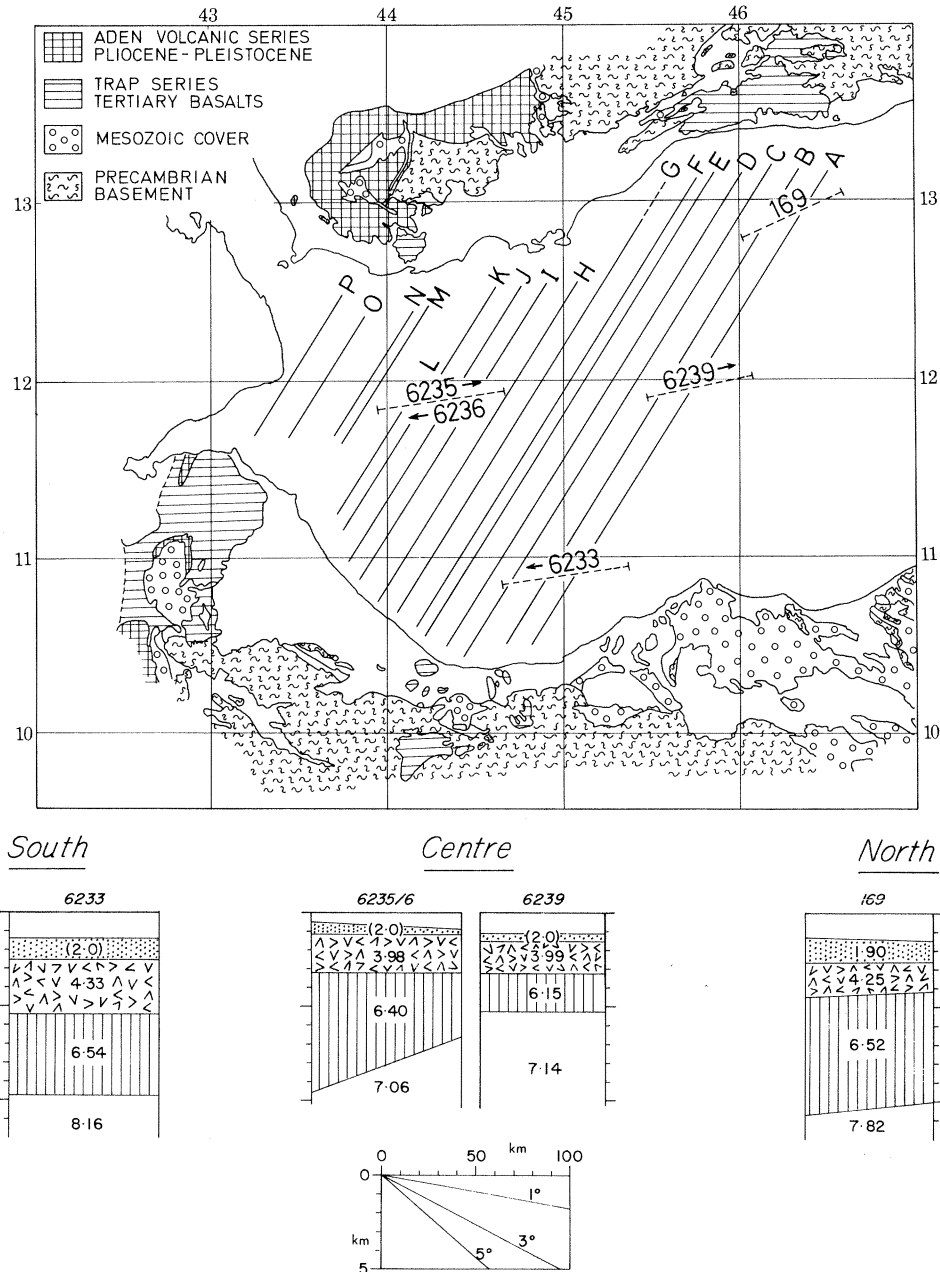 43 44 45 46
ADEN VOLCANIC SERIES
PLIOCENE-PLEISTOCENE
TRAP SERIES
TERTIARY BASALTS
MESOZOIC COVER
PRECAMBRIAN
BASEMENT
G F E D C B A
169
13 13
P O N M K J I H
L
12 12
6235 →
← 6236
6239 →
11 11
← 6233
10 10
South Centre North
6233 6235/6 6239 169
(2·0) (2·0) (2·0) 1·90
4·33 3·98 3·99 4·25
6·54 6·40 6·15 6·52
8·16 7·06 7·14 7·82
km
0 50 100
0
1°
3°
5°
km
5